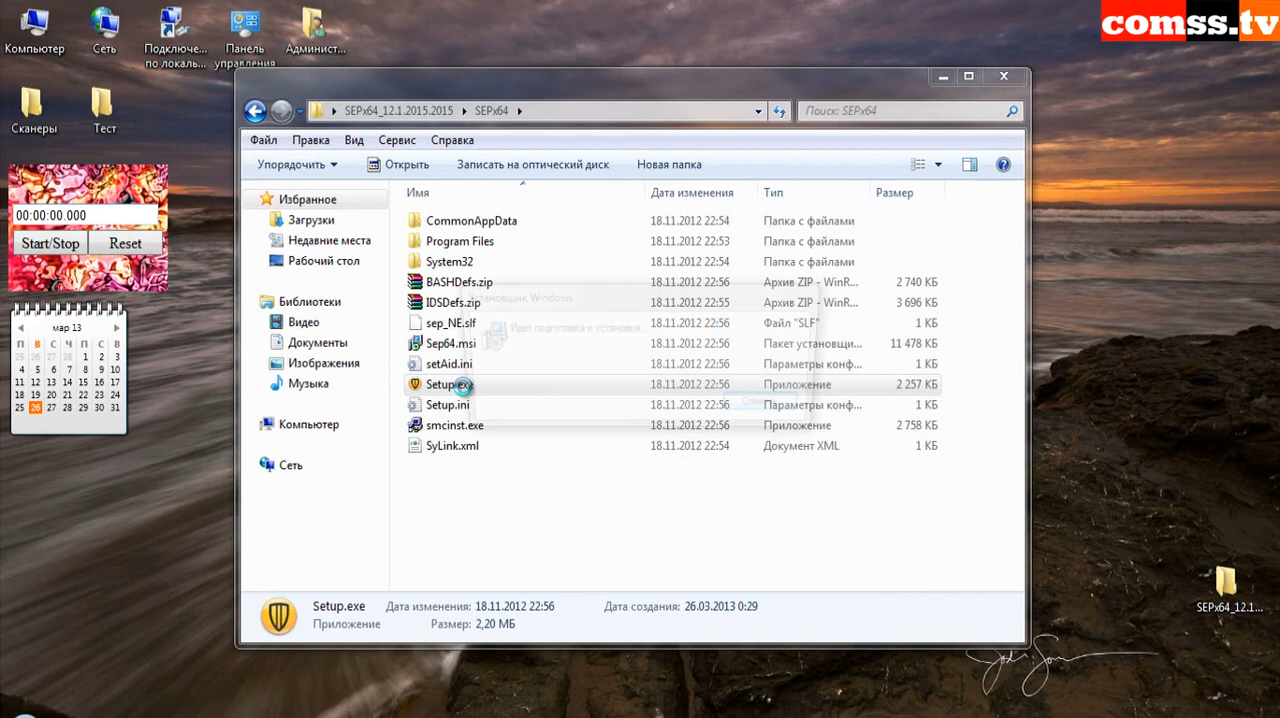 comss.tv
Компьютер
Сеть
Подключе...
по локаль...
Панель
управления
Админист...
Сканеры
Тест
00:00:00.000
Start/Stop Reset
мар 13
П В С Ч П С В
25 26 27 28 1 2 3
4 5 6 7 8 9 10
11 12 13 14 15 16 17
18 19 20 21 22 23 24
25 26 27 28 29 30 31
SEPx64_12.1.2015.2015 SEPx64
Поиск: SEPx64
Файл Правка Вид Сервис Справка
Упорядочить Открыть Записать на оптический диск Новая папка
Избранное
Загрузки
Недавние места
Рабочий стол
Библиотеки
Видео
Документы
Изображения
Музыка
Компьютер
Сеть
Имя Дата изменения Тип Размер
CommonAppData 18.11.2012 22:54 Папка с файлами
Program Files 18.11.2012 22:53 Папка с файлами
System32 18.11.2012 22:54 Папка с файлами
BASHDefs.zip 18.11.2012 22:56 Архив ZIP - WinR... 2 740 КБ
IDSDefs.zip 18.11.2012 22:55 Архив ZIP - WinR... 3 696 КБ
sep_NE.slf 18.11.2012 22:56 Файл "SLF" 1 КБ
Sep64.msi 18.11.2012 22:56 Пакет установщи... 11 478 КБ
setAid.ini 18.11.2012 22:56 Параметры конф... 1 КБ
Setup.ex 18.11.2012 22:56 Приложение 2 257 КБ
Setup.ini 18.11.2012 22:56 Параметры конф... 1 КБ
smcinst.exe 18.11.2012 22:56 Приложение 2 758 КБ
SyLink.xml 18.11.2012 22:54 Документ XML 1 КБ
становщик Windows
Идет подготовка к установке...
Setup.exe Дата изменения: 18.11.2012 22:56 Дата создания: 26.03.2013 0:29
Приложение Размер: 2,20 МБ
SEPx64_12.1...